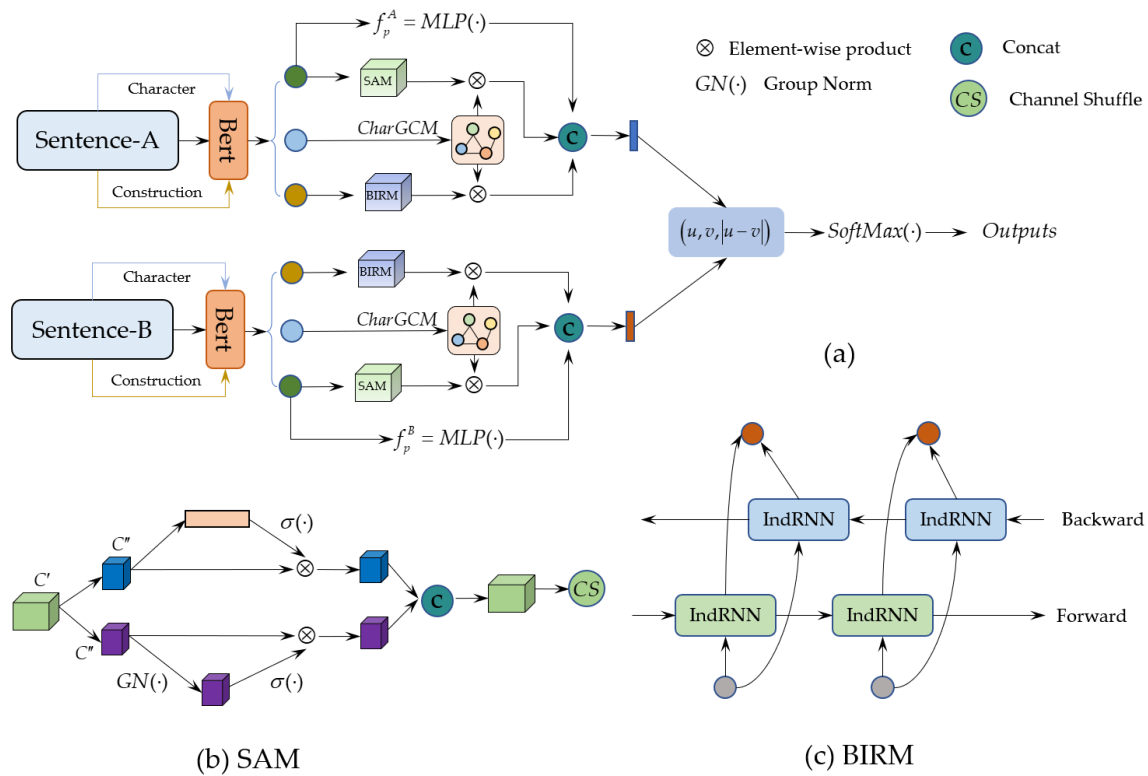 f_p^A = MLP(·)
⊗ Element-wise product
C Concat
GN(·) Group Norm
CS Channel Shuffle
Character
Sentence-A
Bert
Construction
SAM
CharGCM
BIRM
C
(u, v, |u − v|)
SoftMax(·)
Outputs
Character
Sentence-B
Bert
Construction
BIRM
CharGCM
SAM
C
f_p^B = MLP(·)
(a)
C'
C''
C''
σ(·)
GN(·)
σ(·)
C
CS
(b) SAM
IndRNN
IndRNN
Backward
IndRNN
IndRNN
Forward
(c) BIRM